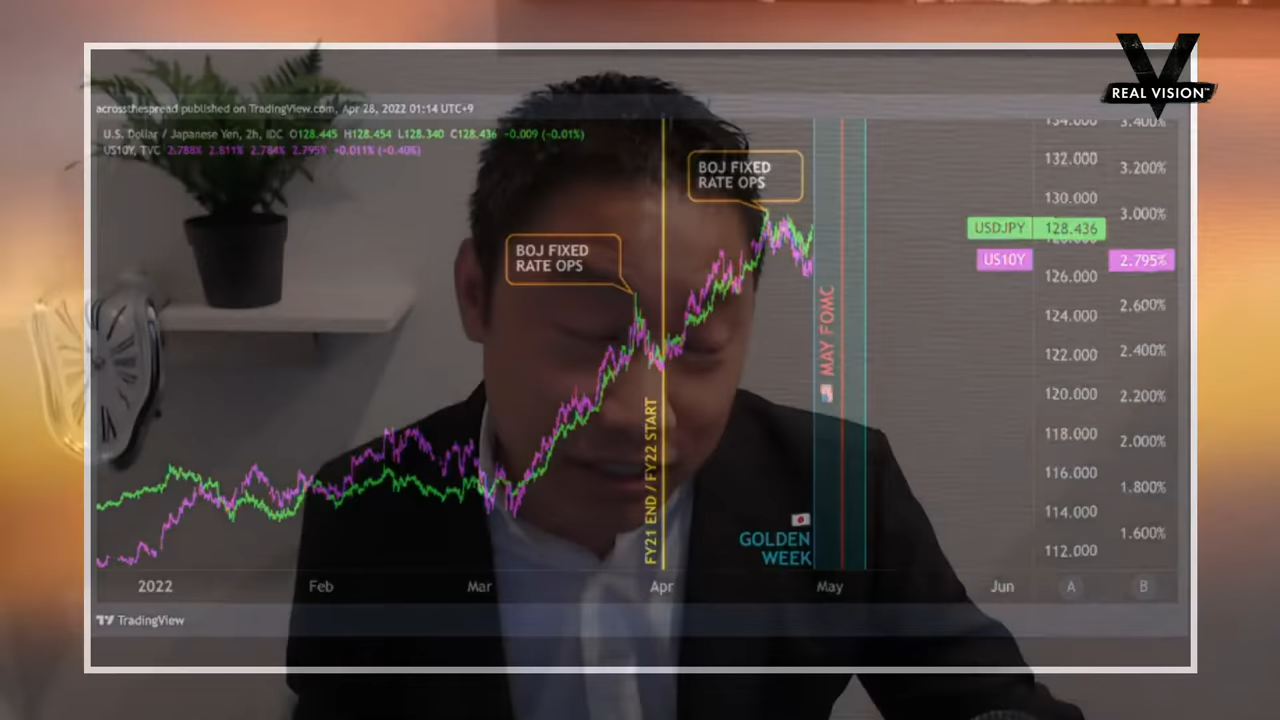 REAL VISION™
acrossthespread published on TradingView.com, Apr 28, 2022 01:14 UTC+9
U.S. Dollar / Japanese Yen, 2h, IDC O128.445 H128.454 L128.340 C128.436 -0.009 (-0.01%)
US10Y, TVC 2.788% 2.811% 2.784% 2.795% +0.011% (-0.40%)
BOJ FIXED
RATE OPS
BOJ FIXED
RATE OPS
FY21 END / FY22 START
MAY FOMC
GOLDEN
WEEK
134.000 3.400%
132.000 3.200%
130.000 3.000%
USDJPY 128.436
US10Y 2.795%
126.000 2.600%
124.000 2.400%
122.000 2.200%
120.000 2.000%
118.000 1.800%
116.000 1.600%
114.000
112.000
2022 Feb Mar Apr May Jun A B
TradingView